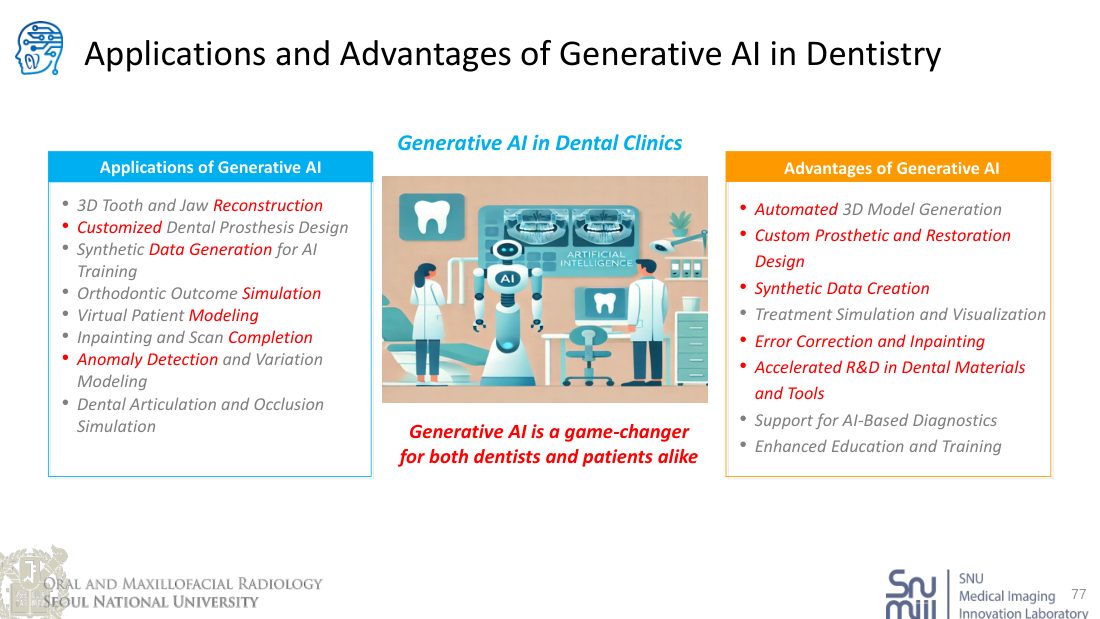 Applications and Advantages of Generative AI in Dentistry
Generative AI in Dental Clinics
Applications of Generative AI
• 3D Tooth and Jaw Reconstruction
• Customized Dental Prosthesis Design
• Synthetic Data Generation for AI
Training
• Orthodontic Outcome Simulation
• Virtual Patient Modeling
• Inpainting and Scan Completion
• Anomaly Detection and Variation
Modeling
• Dental Articulation and Occlusion
Simulation
ARTIFICIAL
INTELLIGENCE
AI
Generative AI is a game-changer
for both dentists and patients alike
Advantages of Generative AI
• Automated 3D Model Generation
• Custom Prosthetic and Restoration
Design
• Synthetic Data Creation
• Treatment Simulation and Visualization
• Error Correction and Inpainting
• Accelerated R&D in Dental Materials
and Tools
• Support for AI-Based Diagnostics
• Enhanced Education and Training
ORAL AND MAXILLOFACIAL RADIOLOGY
SEOUL NATIONAL UNIVERSITY
Snu
miil
SNU
Medical Imaging
Innovation Laboratory
77